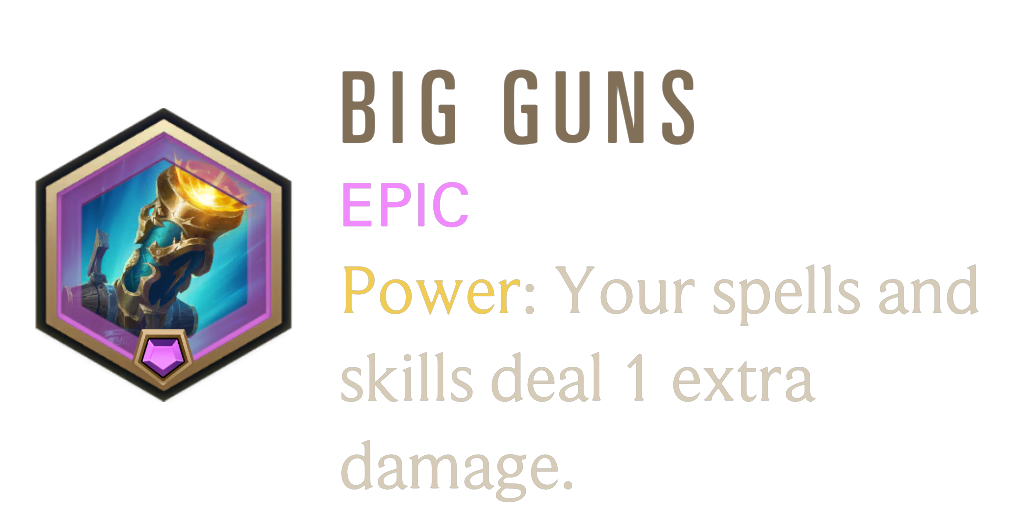 BIG GUNS
EPIC
Power: Your spells and
skills deal 1 extra
damage.